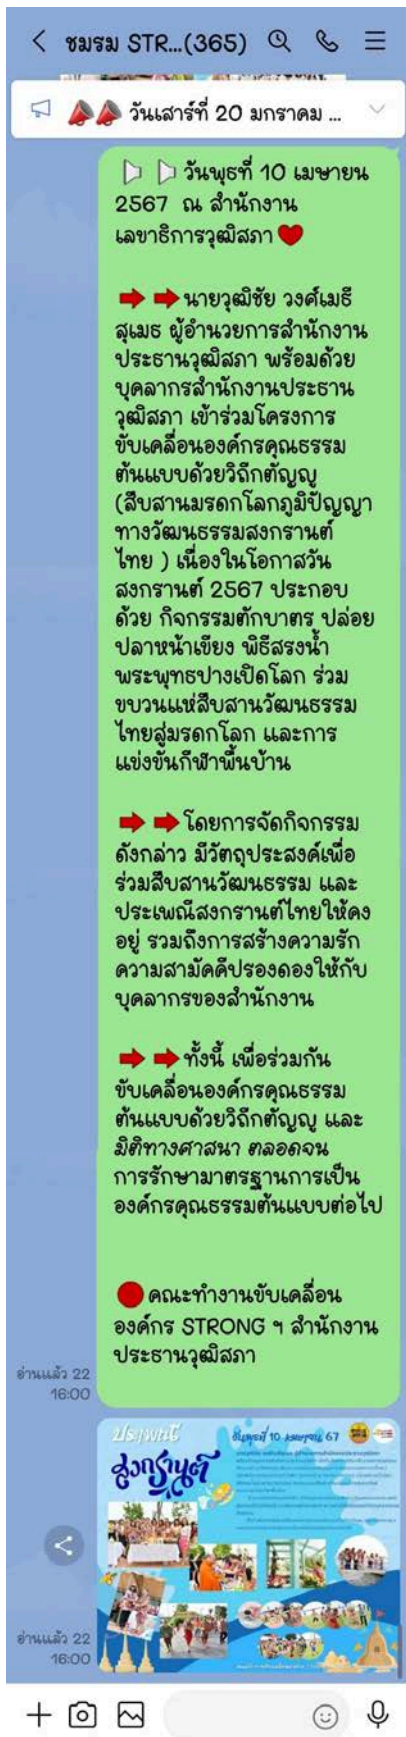 ชมรม STR...(365)
วันเสาร์ที่ 20 มกราคม ...
วันพุธที่ 10 เมษายน
2567 ณ สำนักงาน
เลขาธิการวุฒิสภา
นายวุฒิชัย วงศ์เมธี
สุเมธ ผู้อำนวยการสำนักงาน
ประธานวุฒิสภา พร้อมด้วย
บุคลากรสำนักงานประธาน
วุฒิสภา เข้าร่วมโครงการ
ขับเคลื่อนองค์กรคุณธรรม
ต้นแบบด้วยวิถีกตัญญู
(สืบสานมรดกโลกภูมิปัญญา
ทางวัฒนธรรมสงกรานต์
ไทย ) เนื่องในโอกาสวัน
สงกรานต์ 2567 ประกอบ
ด้วย กิจกรรมตักบาตร ปล่อย
ปลาหน้าเขียง พิธีสรงน้ำ
พระพุทธปางเปิดโลก ร่วม
ขบวนแห่สืบสานวัฒนธรรม
ไทยสู่มรดกโลก และการ
แข่งขันกีฬาพื้นบ้าน
โดยการจัดกิจกรรม
ดังกล่าว มีวัตถุประสงค์เพื่อ
ร่วมสืบสานวัฒนธรรม และ
ประเพณีสงกรานต์ไทยให้คง
อยู่ รวมถึงการสร้างความรัก
ความสามัคคีปรองดองให้กับ
บุคลากรของสำนักงาน
ทั้งนี้ เพื่อร่วมกัน
ขับเคลื่อนองค์กรคุณธรรม
ต้นแบบด้วยวิถีกตัญญู และ
มิติทางศาสนา ตลอดจน
การรักษามาตรฐานการเป็น
องค์กรคุณธรรมต้นแบบต่อไป
คณะทำงานขับเคลื่อน
องค์กร STRONG ฯ สำนักงาน
ประธานวุฒิสภา
อ่านแล้ว 22
16:00
ประเพณี
สงกรานต์
วันพุธที่ 10 เมษายน 67
อ่านแล้ว 22
16:00